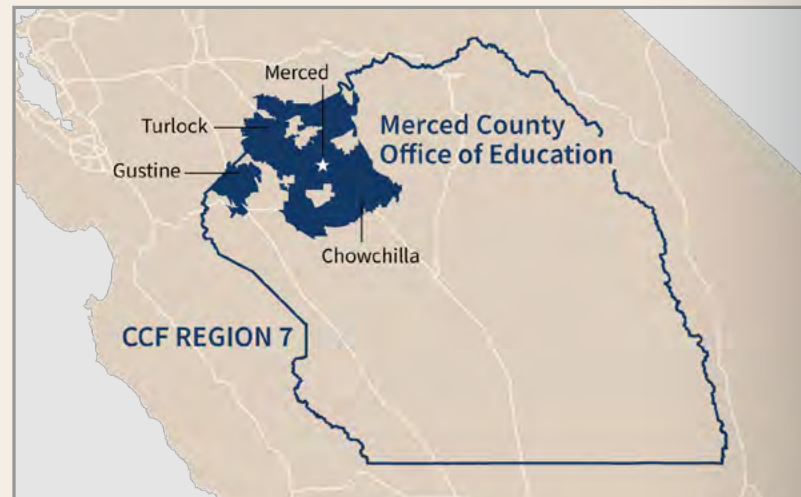 Merced
Turlock
Merced County
Office of Education
Gustine
Chowchilla
CCF REGION 7